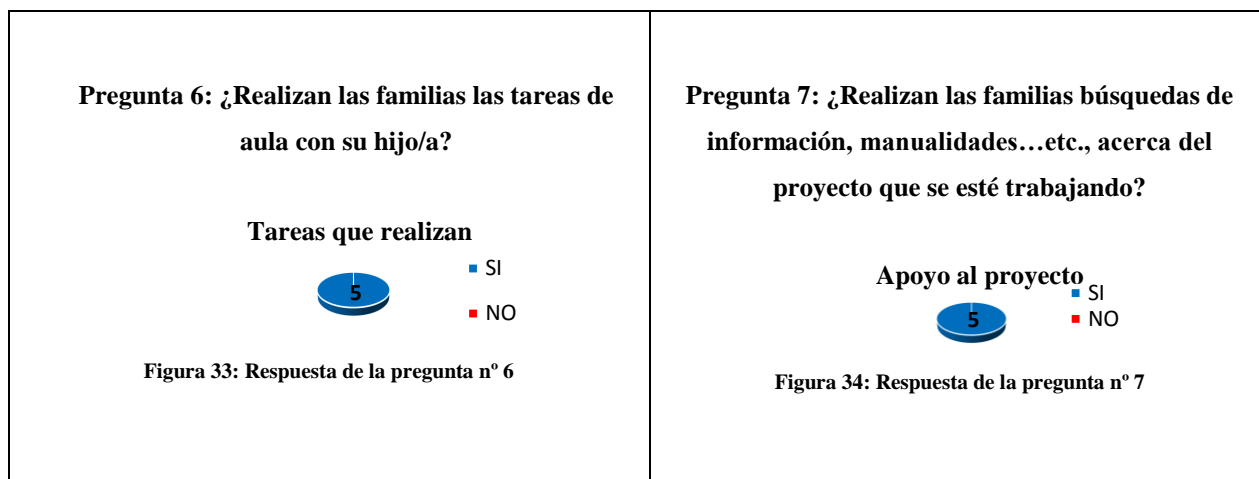 Pregunta 6: ¿Realizan las familias las tareas de
aula con su hijo/a?
Tareas que realizan
5
SI
NO
Figura 33: Respuesta de la pregunta nº 6
Pregunta 7: ¿Realizan las familias búsquedas de
información, manualidades…etc., acerca del
proyecto que se esté trabajando?
Apoyo al proyecto
5
SI
NO
Figura 34: Respuesta de la pregunta nº 7